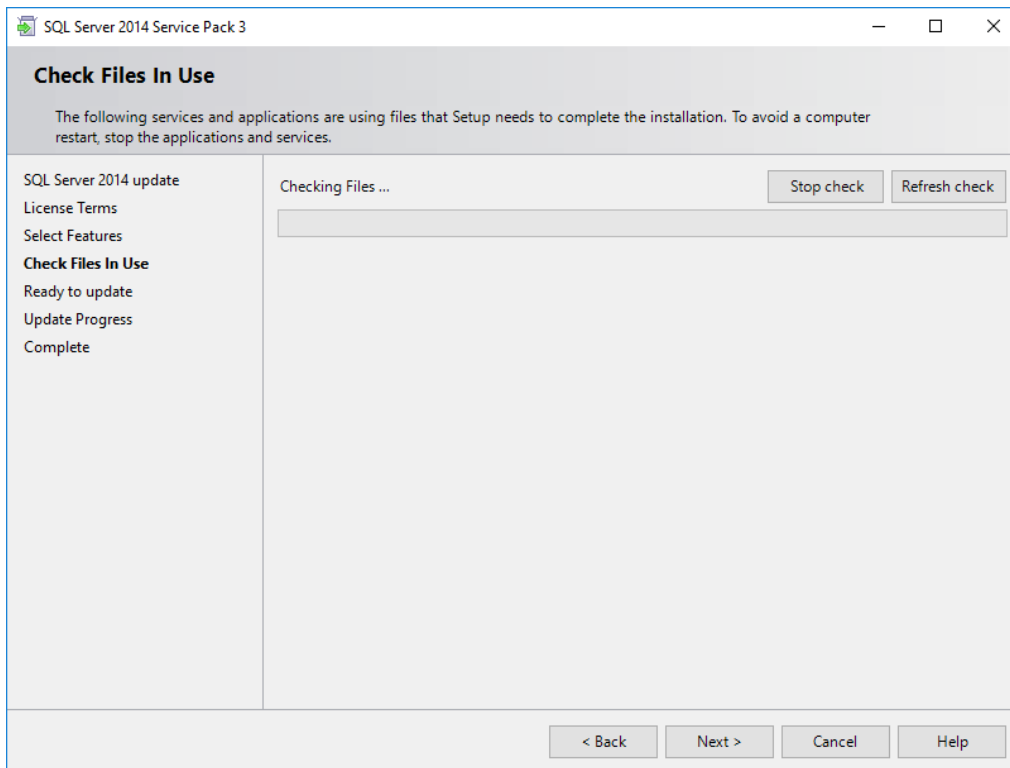 SQL Server 2014 Service Pack 3
Check Files In Use
The following services and applications are using files that Setup needs to complete the installation. To avoid a computer
restart, stop the applications and services.
SQL Server 2014 update
License Terms
Select Features
Check Files In Use
Ready to update
Update Progress
Complete
Checking Files ...
Stop check
Refresh check
< Back
Next >
Cancel
Help